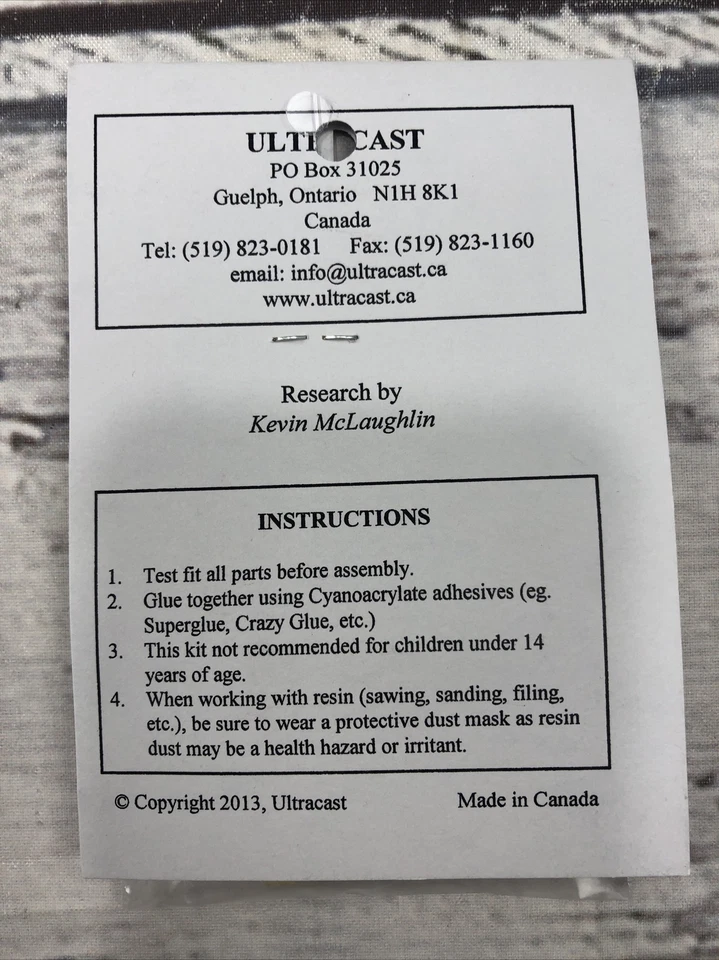 PO Box 31025
Guelph, Ontario N1H 8K1
Canada
Tel: (519) 823-0181 Fax: (519) 823-1160
email: info@ultracast.ca
www.ultracast.ca
Research by
Kevin McLaughlin
INSTRUCTIONS
1. Test fit all parts before assembly.
2. Glue together using Cyanoacrylate adhesives (eg.
Superglue, Crazy Glue, etc.)
3. This kit not recommended for children under 14
years of age.
4. When working with resin (sawing, sanding, filing,
etc.), be sure to wear a protective dust mask as resin
dust may be a health hazard or irritant.
© Copyright 2013, Ultracast Made in Canada